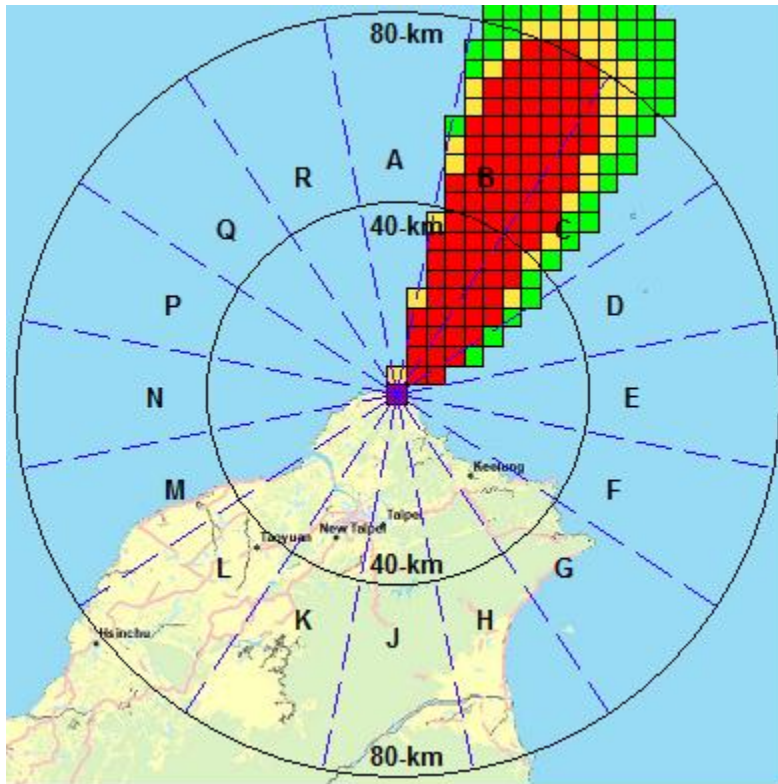 80-km
A
R
B
Q
40-km
C
P
D
N
E
Keelung
M
F
Taipei
New Taipei
Taoyuan
L
40-km
G
K
H
J
Hsinchu
80-km